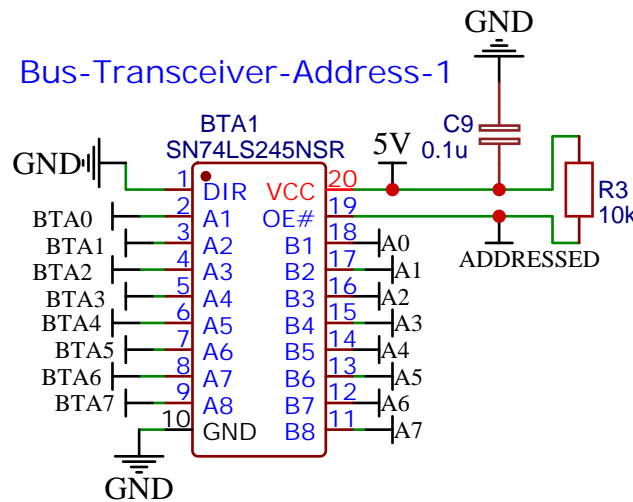 GND
Bus-Transceiver-Address-1
BTA1
SN74LS245NSR
C9
0.1u
5V
GND
R3
10k
1 DIR VCC 20
BTA0 2 A1 OE# 19
ADDRESSED
BTA1 3 A2 B1 18 A0
BTA2 4 A3 B2 17 A1
BTA3 5 A4 B3 16 A2
BTA4 6 A5 B4 15 A3
BTA5 7 A6 B5 14 A4
BTA6 8 A7 B6 13 A5
BTA7 9 A8 B7 12 A6
10 GND B8 11 A7
GND